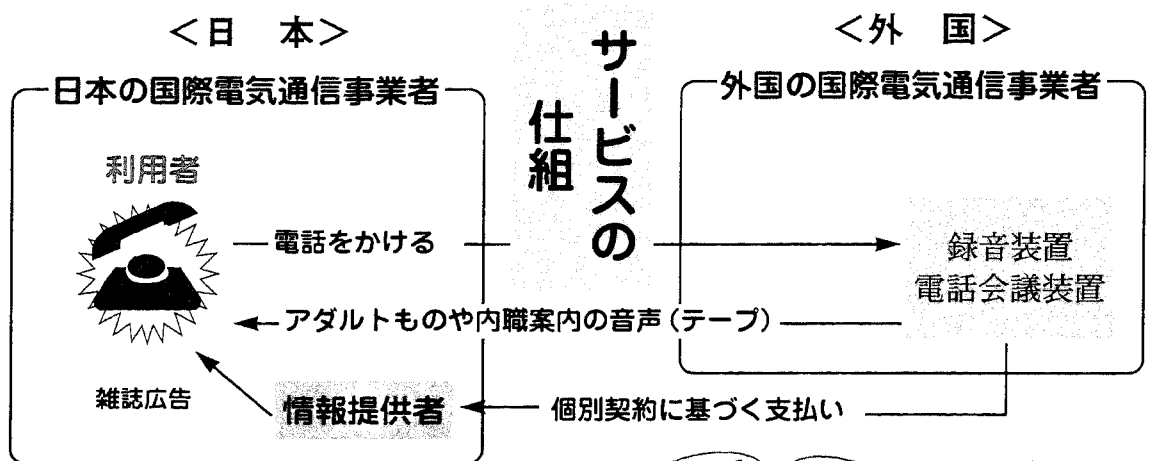 <日　本>
サービスの
仕組
<外　国>
日本の国際電気通信事業者
外国の国際電気通信事業者
利用者
電話をかける
録音装置
電話会議装置
アダルトものや内職案内の音声(テープ)
雑誌広告
情報提供者
個別契約に基づく支払い